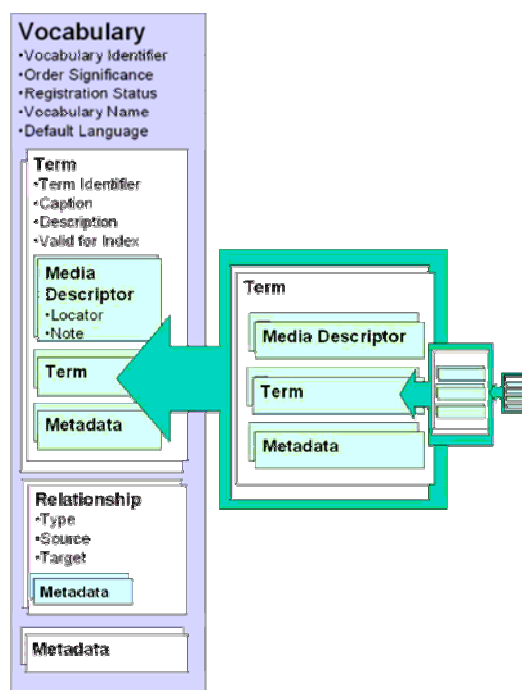 Vocabulary
•Vocabulary Identifier
•Order Significance
•Registration Status
•Vocabulary Name
•Default Language
Term
•Term Identifier
•Caption
•Description
•Valid for Index
Media
Descriptor
•Locator
•Note
Term
Metadata
Relationship
•Type
•Source
•Target
Metadata
Metadata
Term
Media Descriptor
Term
Metadata